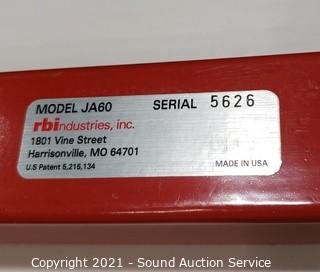 MODEL JA60 SERIAL 5626
rbindustries, inc.
1801 Vine Street
Harrisonville, MO 64701
U.S Patent 5,215,134
MADE IN USA
Copyright 2021 - Sound Auction Service